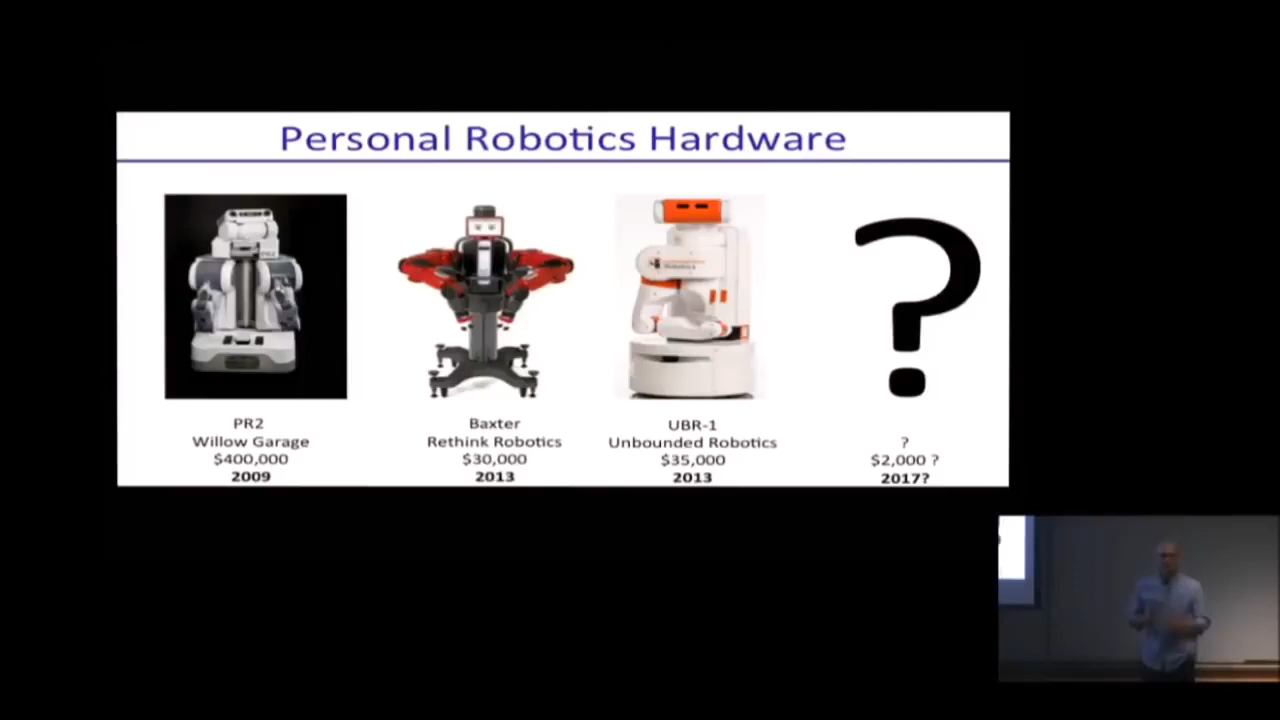 Personal Robotics Hardware
PR2
Willow Garage
$400,000
2009
Baxter
Rethink Robotics
$30,000
2013
UBR-1
Unbounded Robotics
$35,000
2013
?
?
$2,000 ?
2017?